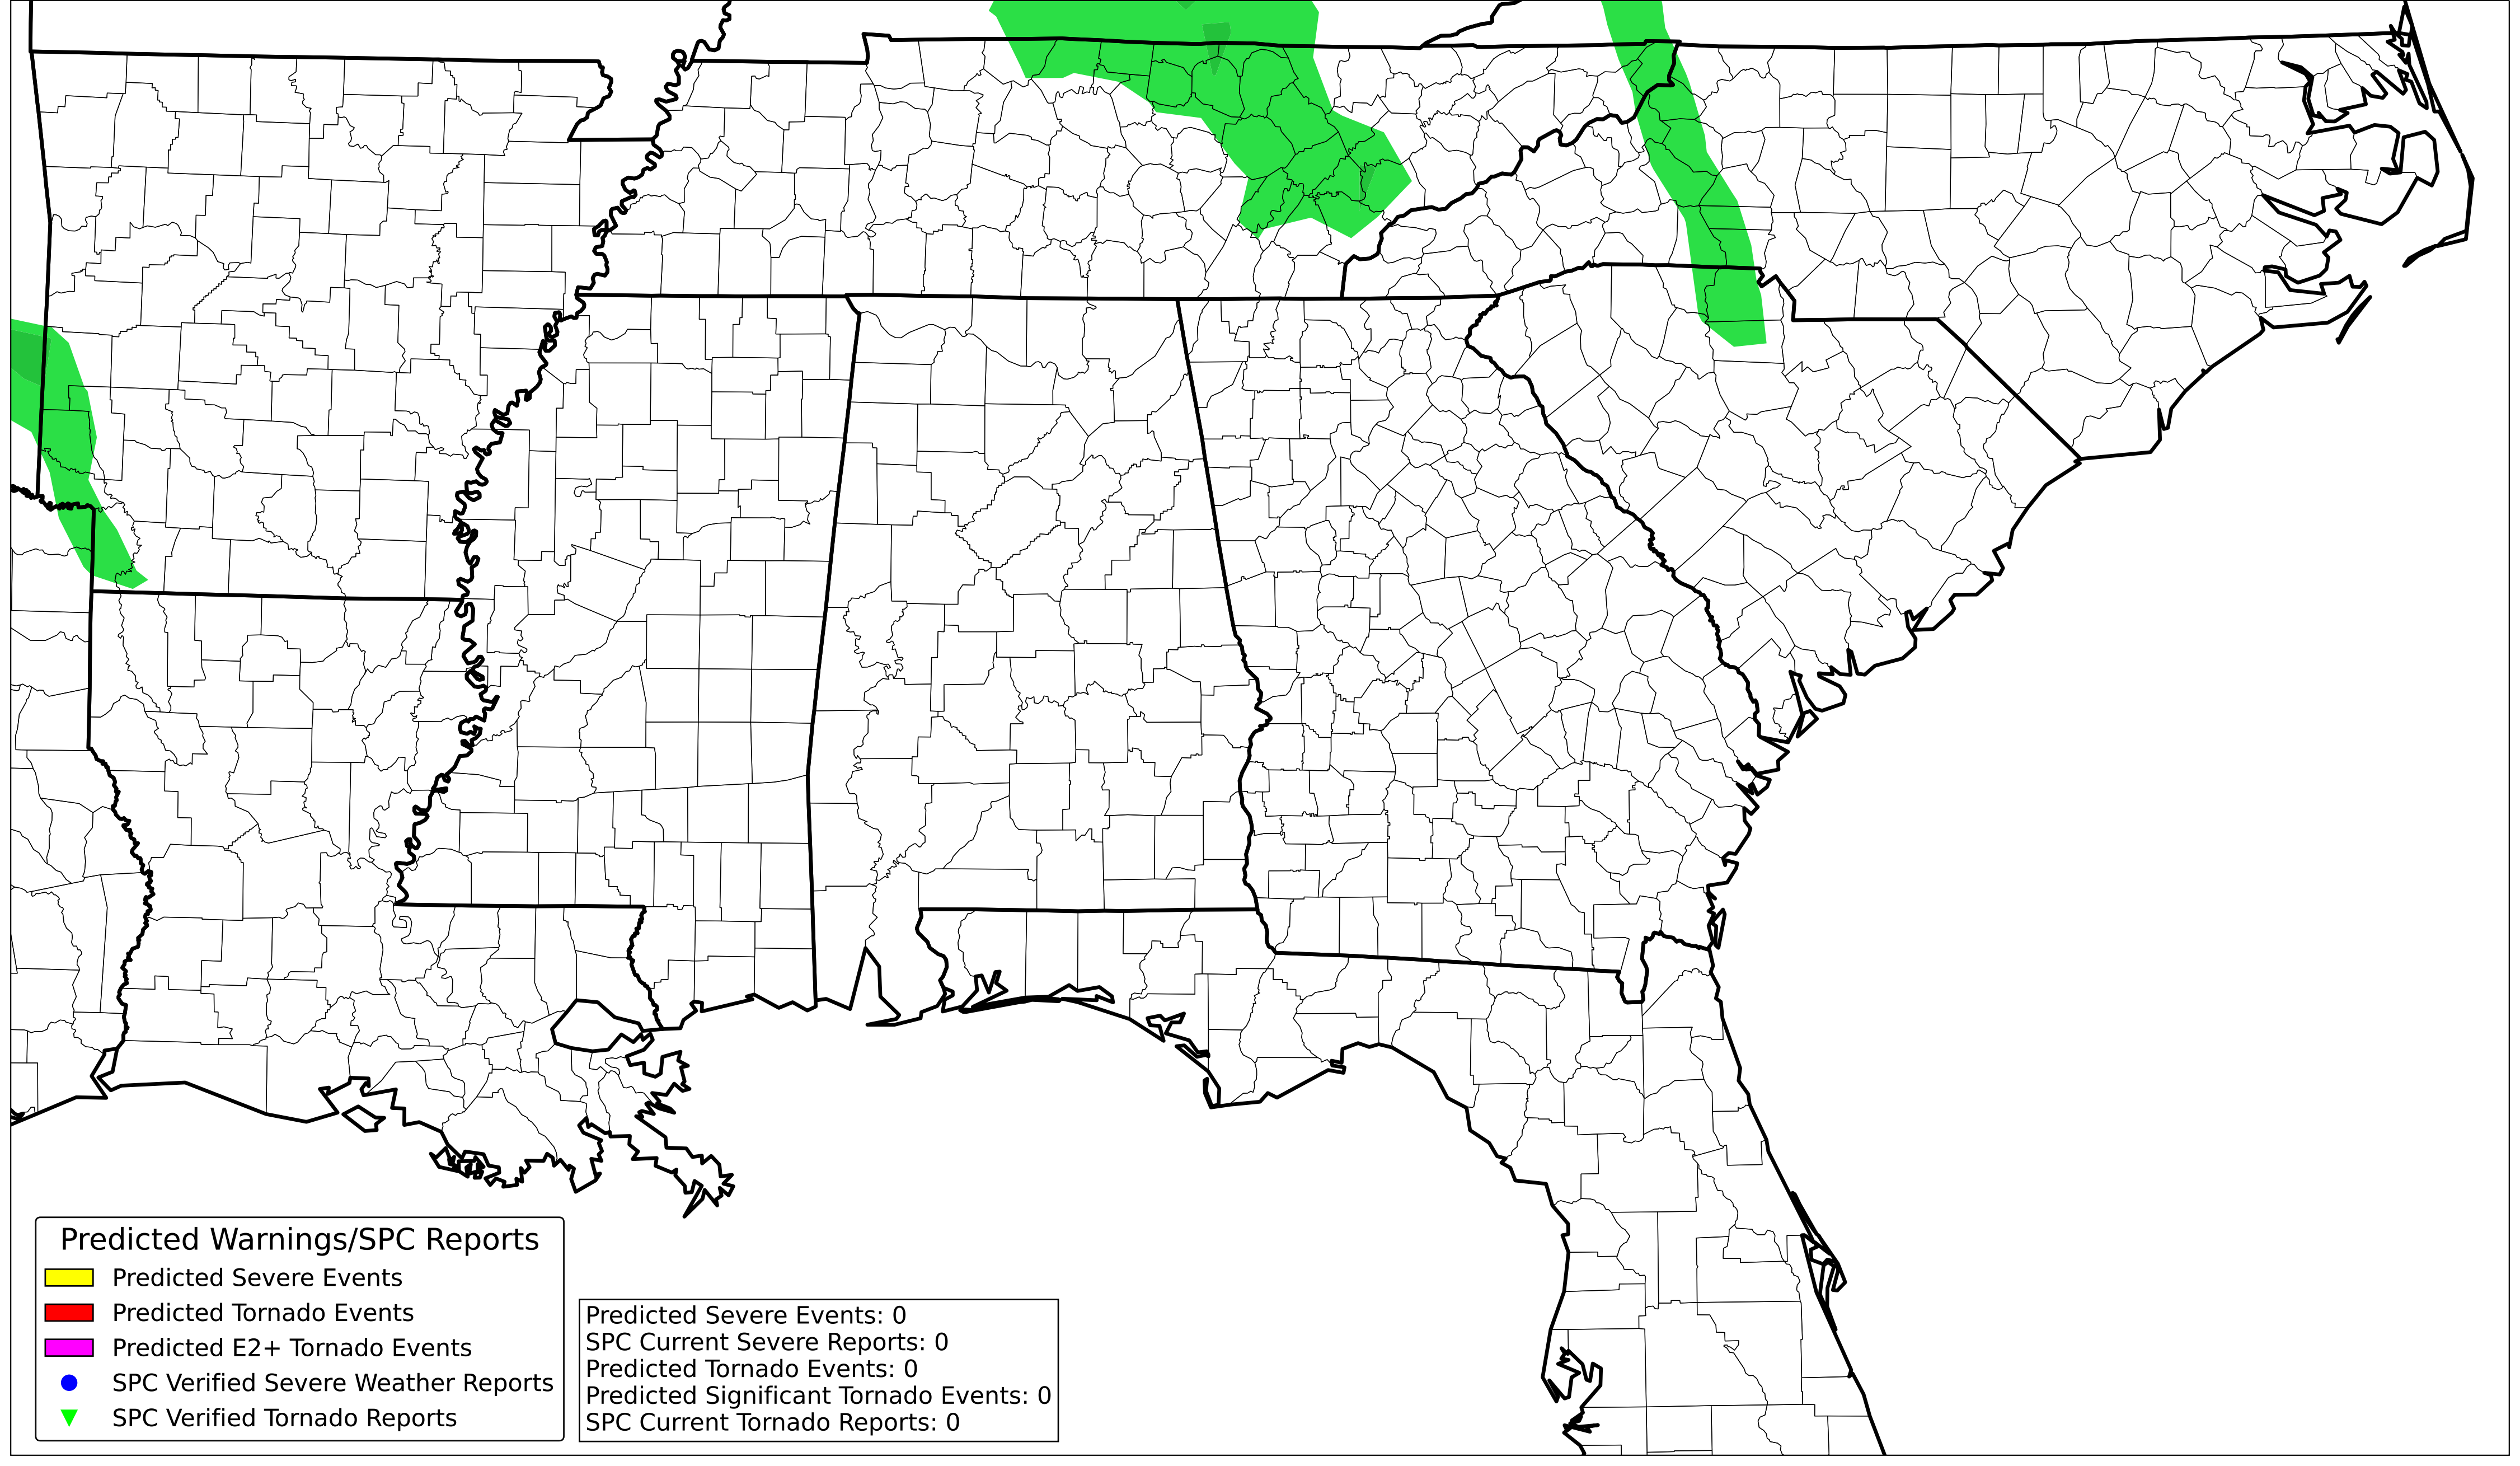 Predicted Warnings/SPC Reports
Predicted Severe Events
Predicted Tornado Events
Predicted E2+ Tornado Events
SPC Verified Severe Weather Reports
SPC Verified Tornado Reports
Predicted Severe Events: 0
SPC Current Severe Reports: 0
Predicted Tornado Events: 0
Predicted Significant Tornado Events: 0
SPC Current Tornado Reports: 0